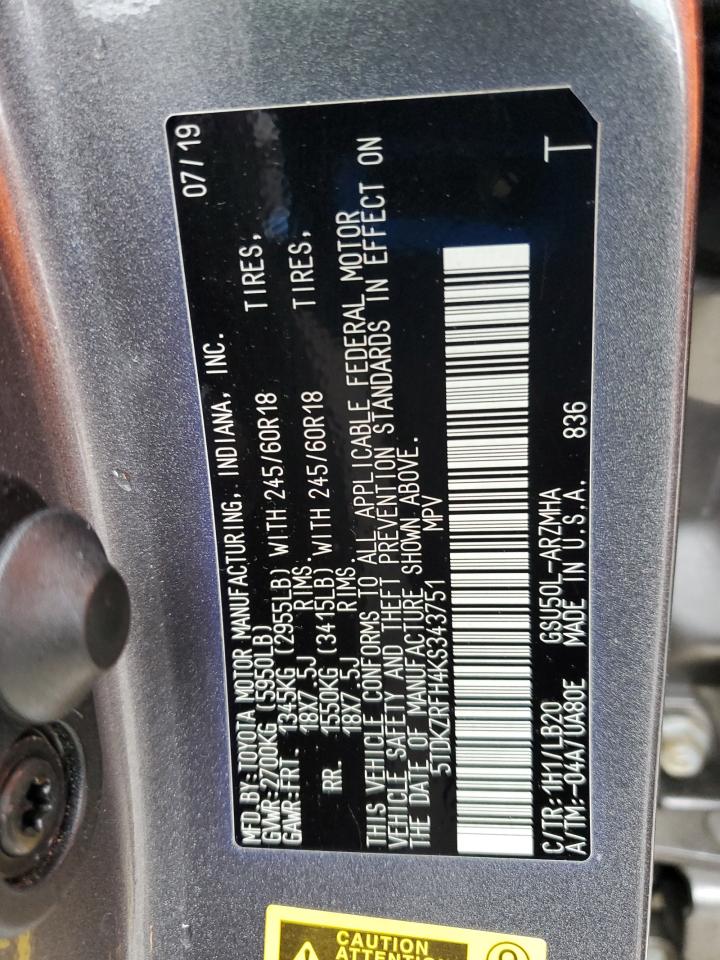 MFD.BY:TOYOTA MOTOR MANUFACTURING, INDIANA, INC. 07/19
GVWR:2700KG (5950LB)
GAWR:FRT. 1345KG (2955LB) WITH 245/60R18 TIRES,
18X7.5J RIMS
RR. 1550KG (3415LB) WITH 245/60R18 TIRES,
18X7.5J RIMS
THIS VEHICLE CONFORMS TO ALL APPLICABLE FEDERAL MOTOR
VEHICLE SAFETY AND THEFT PREVENTION STANDARDS IN EFFECT ON
THE DATE OF MANUFACTURE SHOWN ABOVE.
5TDKZRFH4KS343751 MPV
T
C/TR:1H1/LB20 GSU50L-ARZMHA
A/TM:-04A/UA80E MADE IN U.S.A. 836
CAUTION
ATTENTION